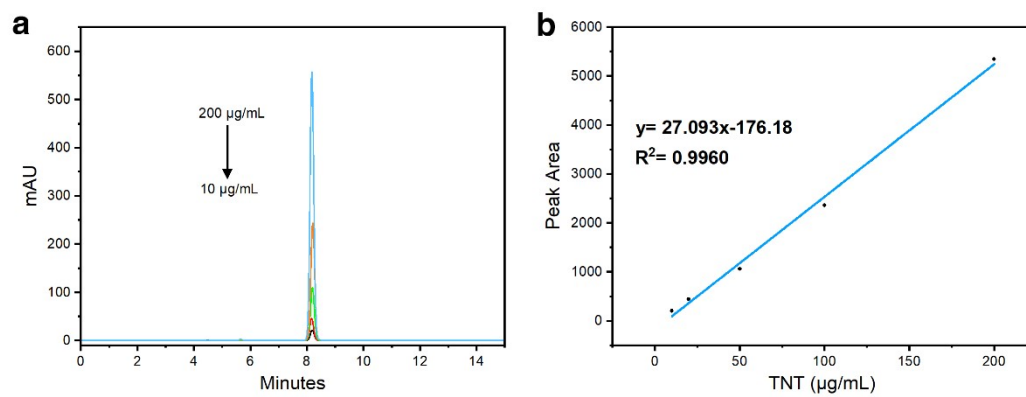 a
600
500
400
300
200
100
0
mAU
200 µg/mL
10 µg/mL
0 2 4 6 8 10 12 14
Minutes
b
6000
5000
4000
3000
2000
1000
0
Peak Area
y= 27.093x-176.18
R²= 0.9960
0 50 100 150 200
TNT (µg/mL)